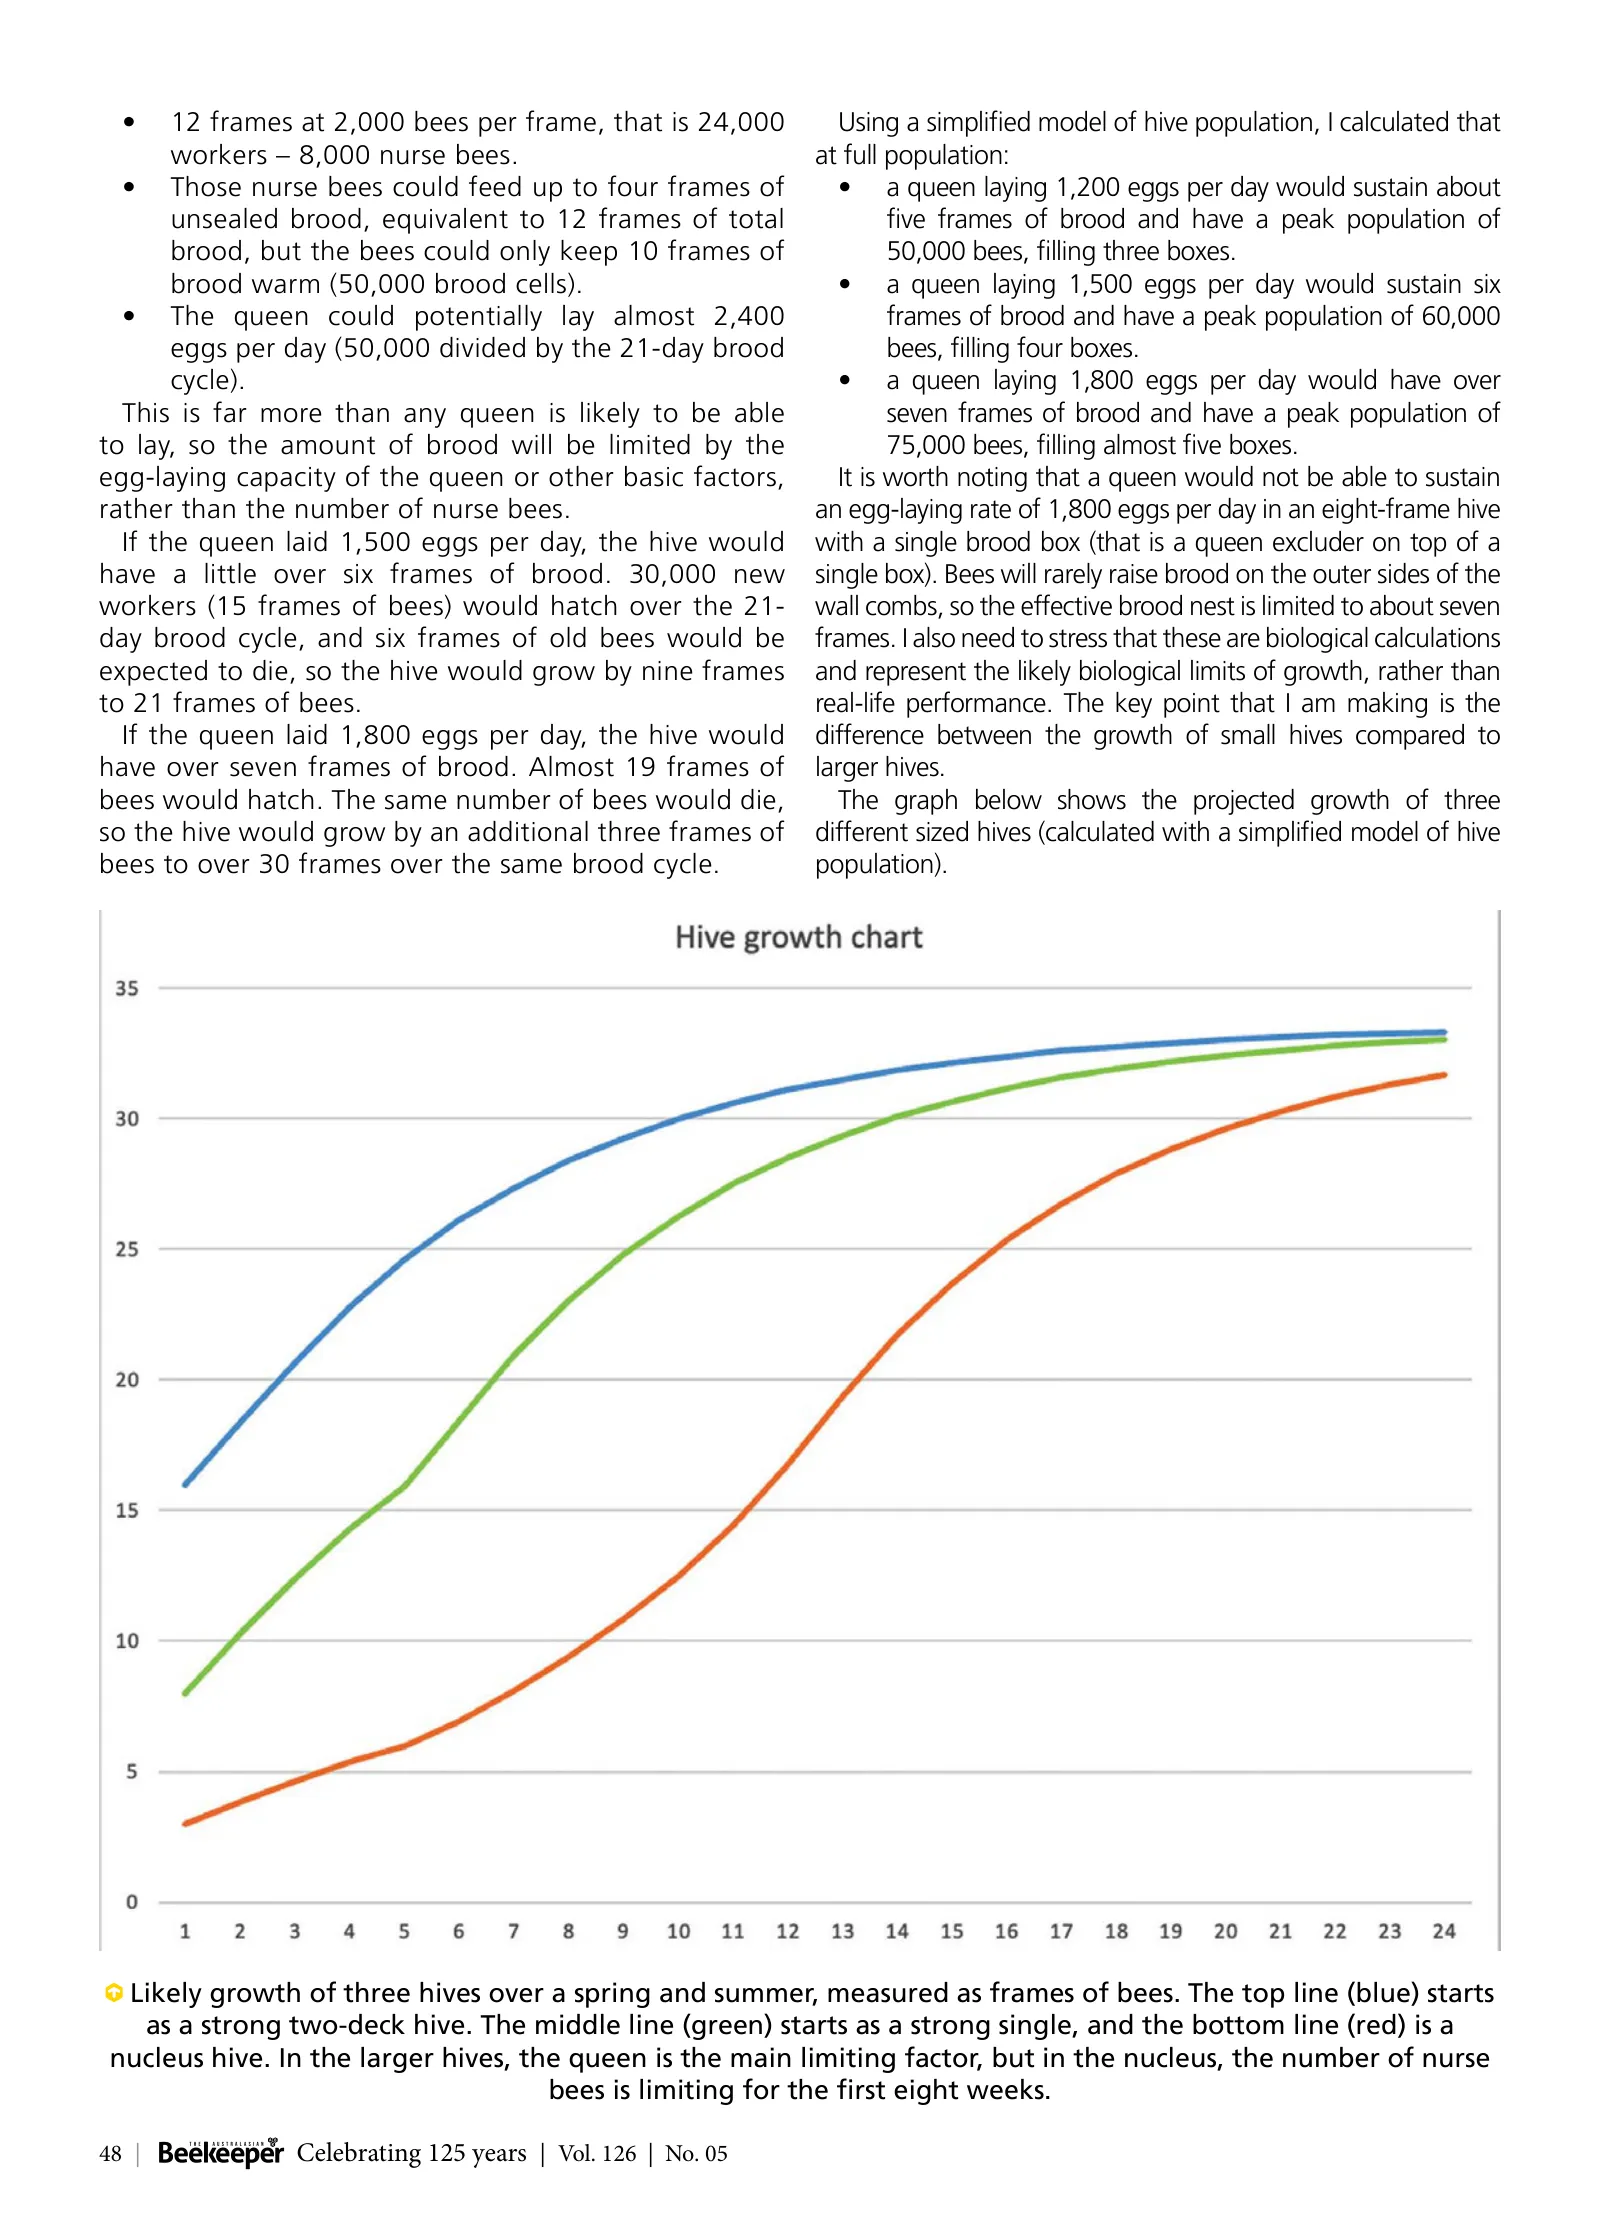 • 12 frames at 2,000 bees per frame, that is 24,000
workers – 8,000 nurse bees.
• Those nurse bees could feed up to four frames of
unsealed brood, equivalent to 12 frames of total
brood, but the bees could only keep 10 frames of
brood warm (50,000 brood cells).
• The queen could potentially lay almost 2,400
eggs per day (50,000 divided by the 21-day brood
cycle).
This is far more than any queen is likely to be able
to lay, so the amount of brood will be limited by the
egg-laying capacity of the queen or other basic factors,
rather than the number of nurse bees.
If the queen laid 1,500 eggs per day, the hive would
have a little over six frames of brood. 30,000 new
workers (15 frames of bees) would hatch over the 21-
day brood cycle, and six frames of old bees would be
expected to die, so the hive would grow by nine frames
to 21 frames of bees.
If the queen laid 1,800 eggs per day, the hive would
have over seven frames of brood. Almost 19 frames of
bees would hatch. The same number of bees would die,
so the hive would grow by an additional three frames of
bees to over 30 frames over the same brood cycle.
Using a simplified model of hive population, I calculated that
at full population:
• a queen laying 1,200 eggs per day would sustain about
five frames of brood and have a peak population of
50,000 bees, filling three boxes.
• a queen laying 1,500 eggs per day would sustain six
frames of brood and have a peak population of 60,000
bees, filling four boxes.
• a queen laying 1,800 eggs per day would have over
seven frames of brood and have a peak population of
75,000 bees, filling almost five boxes.
It is worth noting that a queen would not be able to sustain
an egg-laying rate of 1,800 eggs per day in an eight-frame hive
with a single brood box (that is a queen excluder on top of a
single box). Bees will rarely raise brood on the outer sides of the
wall combs, so the effective brood nest is limited to about seven
frames. I also need to stress that these are biological calculations
and represent the likely biological limits of growth, rather than
real-life performance. The key point that I am making is the
difference between the growth of small hives compared to
larger hives.
The graph below shows the projected growth of three
different sized hives (calculated with a simplified model of hive
population).
Hive growth chart
35
30
25
20
15
10
5
0
1 2 3 4 5 6 7 8 9 10 11 12 13 14 15 16 17 18 19 20 21 22 23 24
Likely growth of three hives over a spring and summer, measured as frames of bees. The top line (blue) starts
as a strong two-deck hive. The middle line (green) starts as a strong single, and the bottom line (red) is a
nucleus hive. In the larger hives, the queen is the main limiting factor, but in the nucleus, the number of nurse
bees is limiting for the first eight weeks.
48 | THE AUSTRALASIAN Beekeeper Celebrating 125 years | Vol. 126 | No. 05